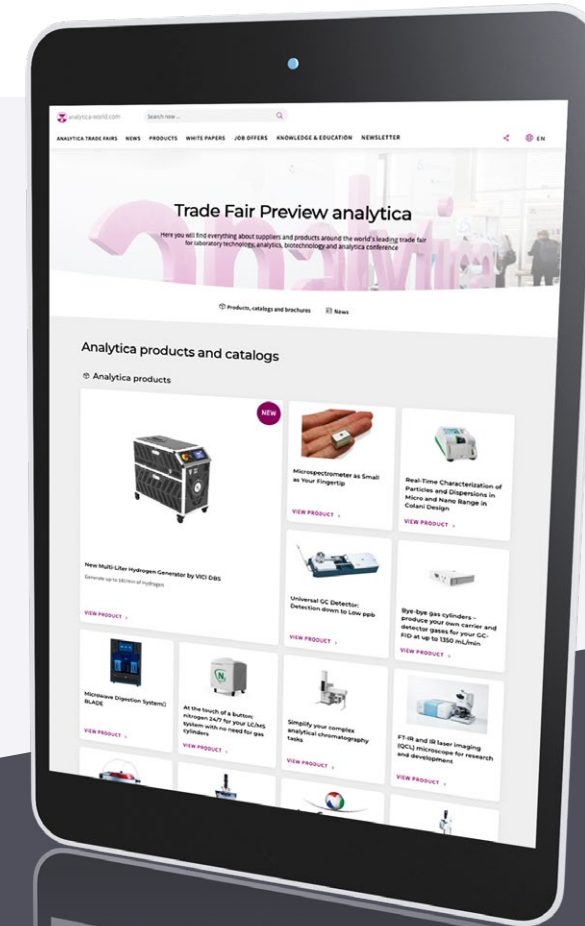 analytica-world.com
Search now ...
ANALYTICA TRADE FAIRS NEWS PRODUCTS WHITE PAPERS JOB OFFERS KNOWLEDGE & EDUCATION NEWSLETTER
EN
analytica
Trade Fair Preview analytica
Here you will find everything about suppliers and products around the world's leading trade fair
for laboratory technology, analytics, biotechnology and analytica conference
Products, catalogs and brochures News
Analytica products and catalogs
Analytica products
NEW
New Multi-Liter Hydrogen Generator by VICI DBS
VIEW PRODUCT ›
Microspectrometer as Small
as Your Fingertip
VIEW PRODUCT ›
Real-Time Characterization of
Particles and Dispersions in
Micro and Nano Range in
Colani Design
VIEW PRODUCT ›
Universal GC Detector:
Detection down to Low ppb
VIEW PRODUCT ›
Bye-bye gas cylinders –
produce your own carrier and
detector gases for your GC-
FID at up to 1350 mL/min
VIEW PRODUCT ›
Microwave Digestion System
BLADE
VIEW PRODUCT ›
At the touch of a button:
nitrogen 24/7 for your LC/MS
system with no need for gas
cylinders
VIEW PRODUCT ›
Simplify your complex
analytical chromatography
tasks
VIEW PRODUCT ›
FT-IR and IR laser imaging
(QCL) microscope for research
and development
VIEW PRODUCT ›